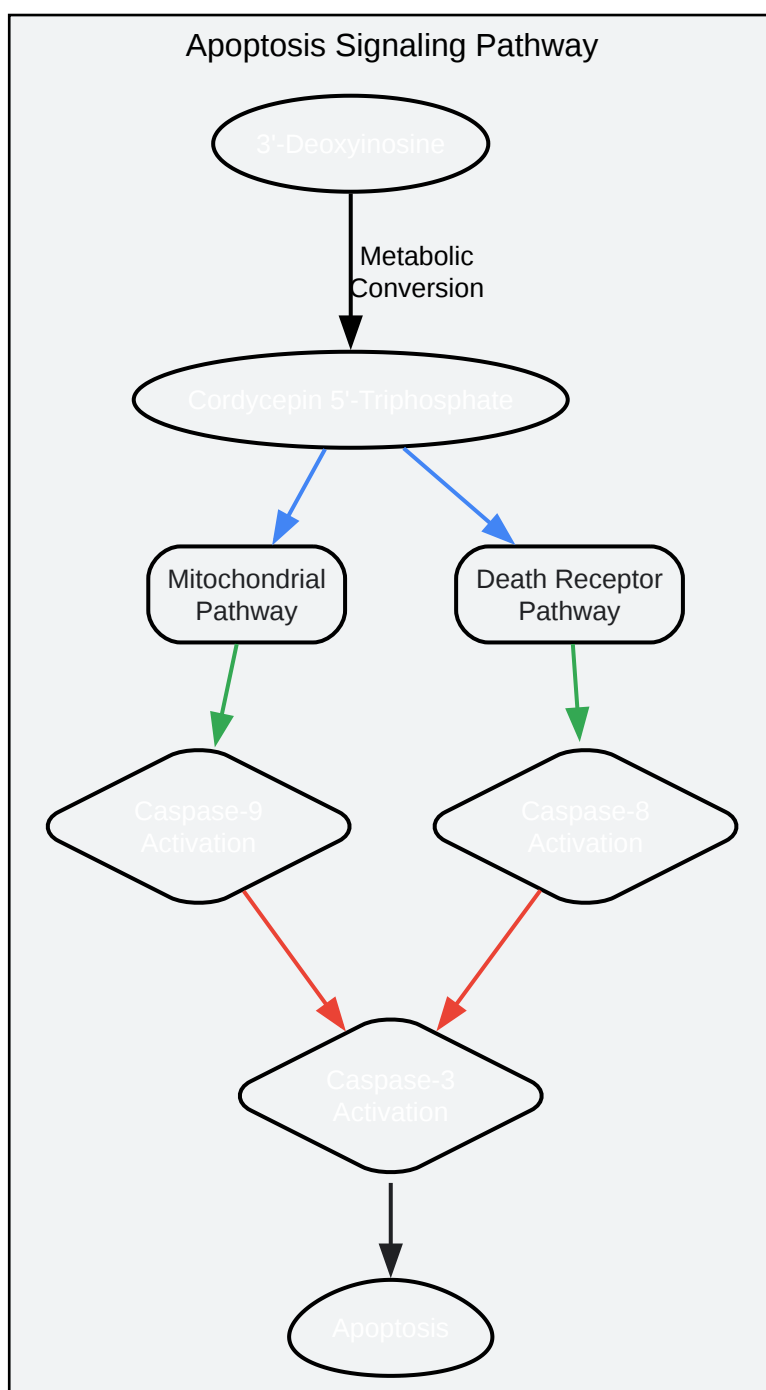 Apoptosis Signaling Pathway
3'-Deoxyinosine
Metabolic
Conversion
Cordycepin 5'-Triphosphate
Mitochondrial
Pathway
Death Receptor
Pathway
Caspase-9
Activation
Caspase-8
Activation
Caspase-3
Activation
Apoptosis